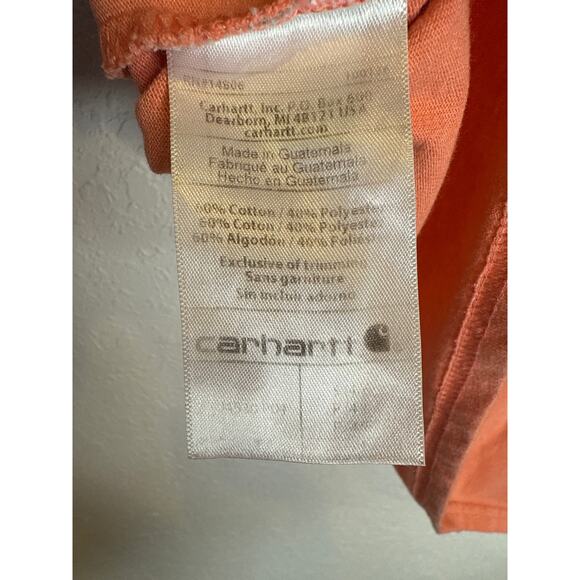 RN#14806
Carhartt, Inc. P.O. Box 600
Dearborn, MI 48121 USA
carhartt.com
Made in Guatemala
Fabriqué au Guatemala
Hecho en Guatemala
60% Cotton / 40% Polyester
60% Coton / 40% Polyester
60% Algodón / 40% Poliéster
Exclusive of trimming
Sans garniture
Sin incluir adorno
carhartt